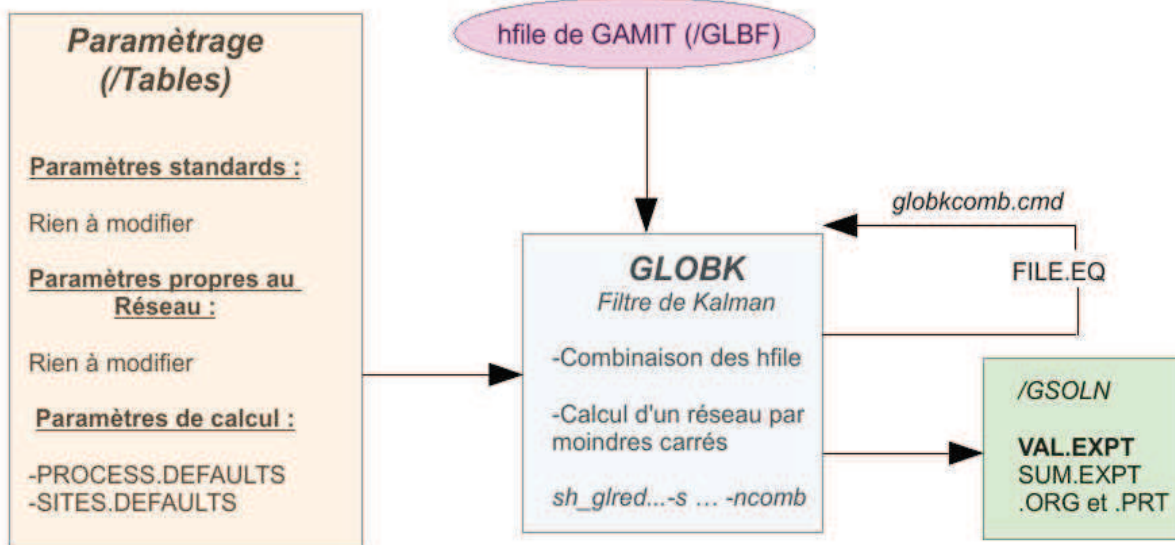 Paramètrage
(/Tables)
Paramètres standards :
Rien à modifier
Paramètres propres au
Réseau :
Rien à modifier
Paramètres de calcul :
-PROCESS.DEFAULTS
-SITES.DEFAULTS
hfile de GAMIT (/GLBF)
GLOBK
Filtre de Kalman
-Combinaison des hfile
-Calcul d'un réseau par
moindres carrés
sh_glred...-s ... -ncomb
globkcomb.cmd
FILE.EQ
/GSOLN
VAL.EXPT
SUM.EXPT
.ORG et .PRT